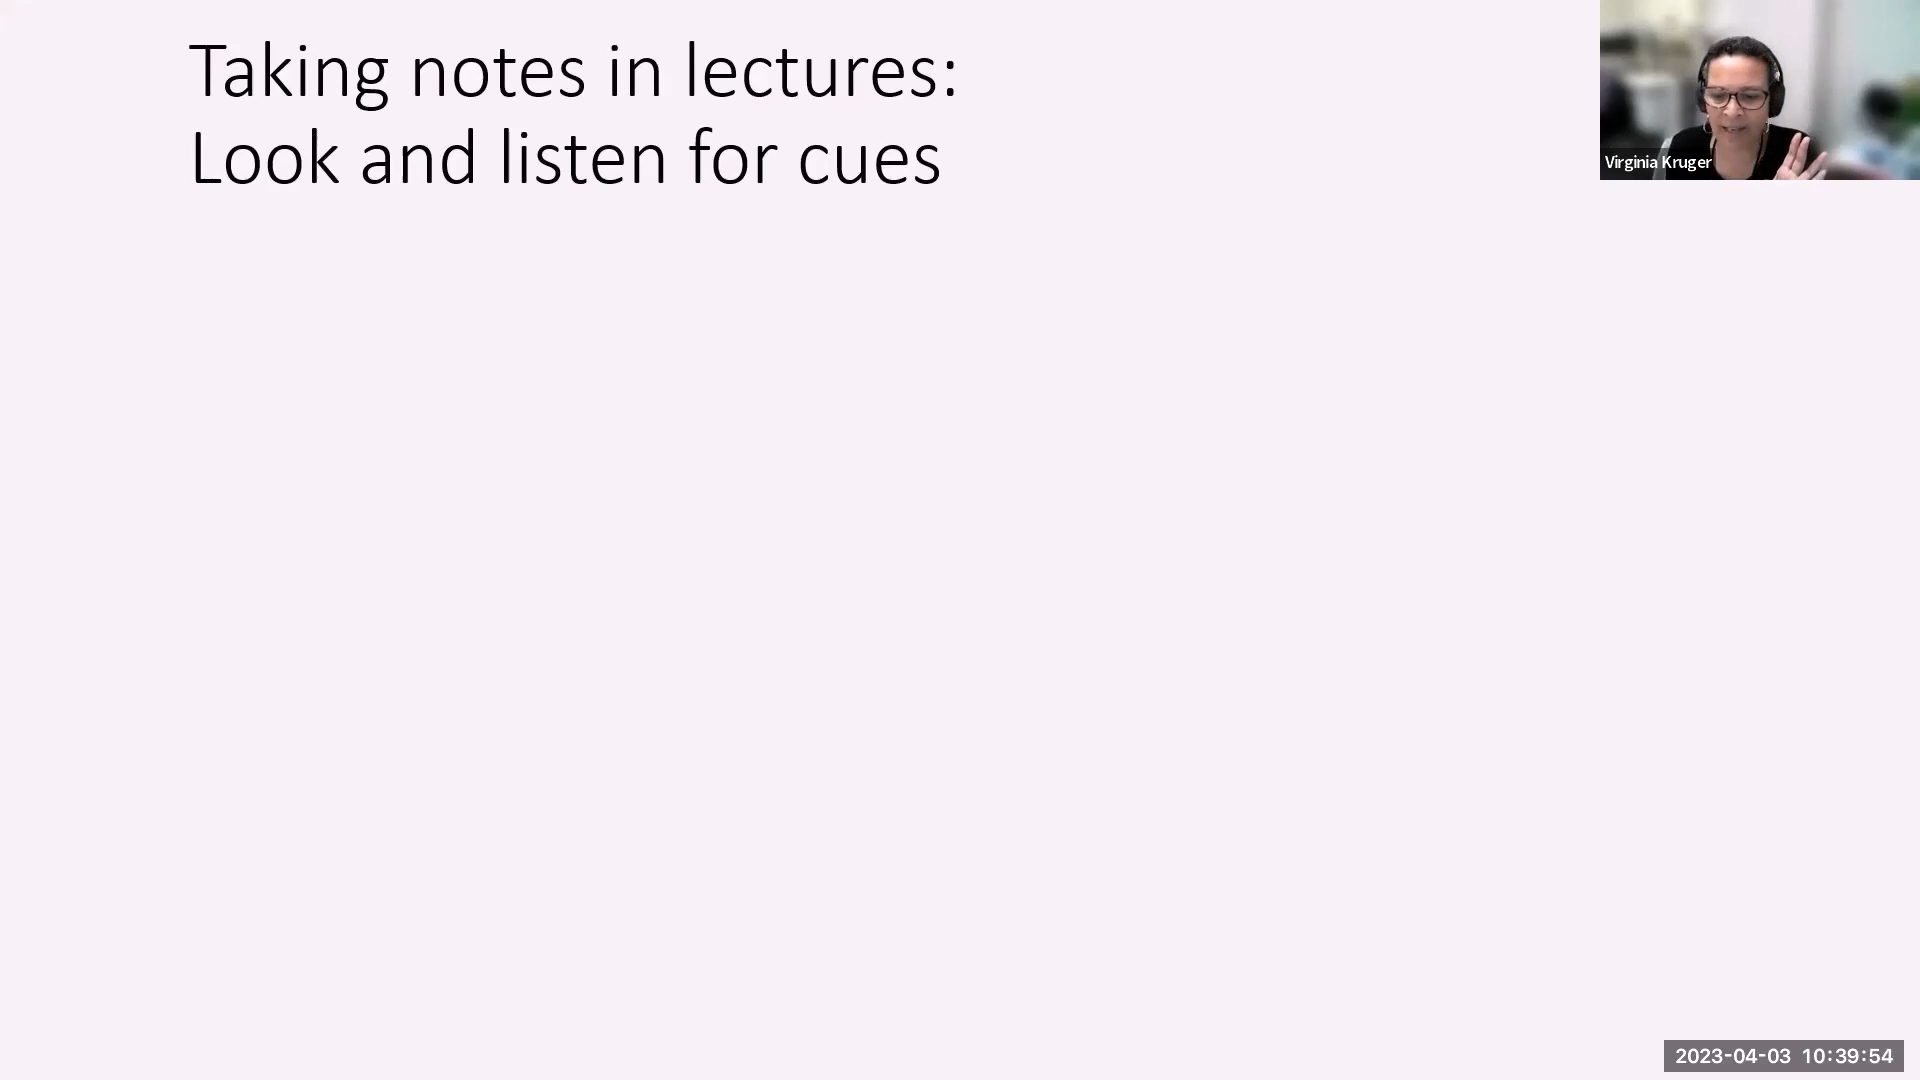 Taking notes in lectures:
Look and listen for cues
Virginia Kruger
2023-04-03 10:39:54